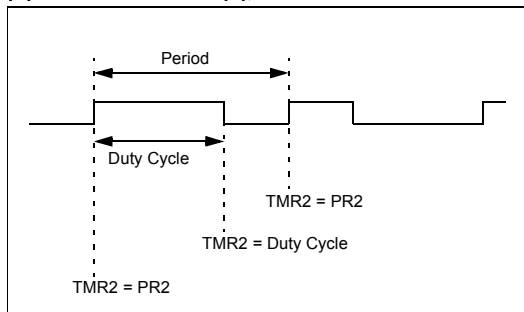 Period
Duty Cycle
TMR2 = PR2
TMR2 = Duty Cycle
TMR2 = PR2